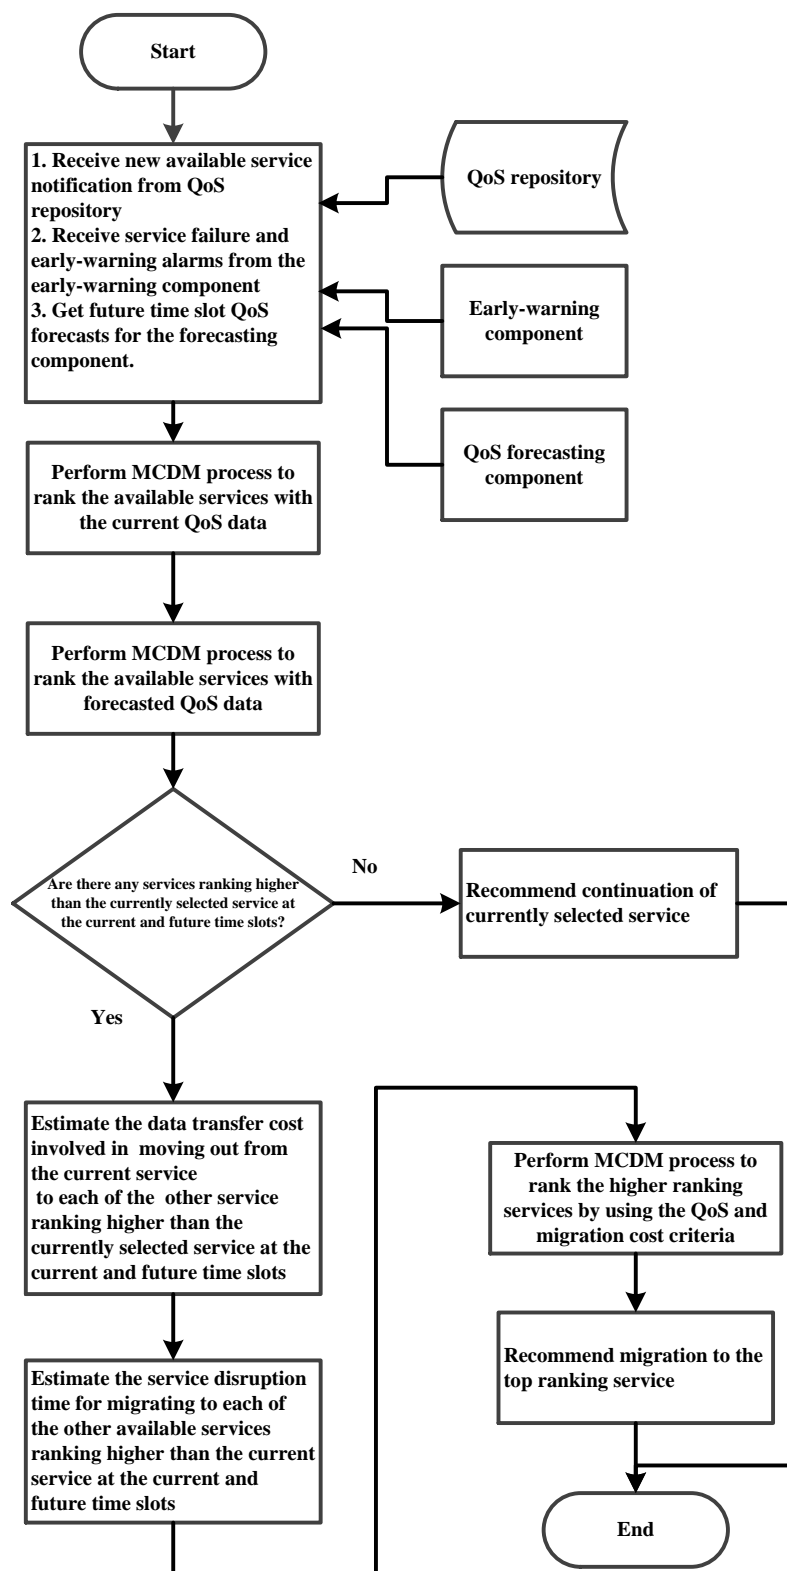 Start
1. Receive new available service
notification from QoS
repository
2. Receive service failure and
early-warning alarms from the
early-warning component
3. Get future time slot QoS
forecasts for the forecasting
component.
QoS repository
Early-warning
component
QoS forecasting
component
Perform MCDM process to
rank the available services with
the current QoS data
Perform MCDM process to
rank the available services with
forecasted QoS data
Are there any services ranking higher
than the currently selected service at
the current and future time slots?
No
Recommend continuation of
currently selected service
Yes
Estimate the data transfer cost
involved in moving out from
the current service
to each of the other service
ranking higher than the
currently selected service at the
current and future time slots
Estimate the service disruption
time for migrating to each of
the other available services
ranking higher than the current
service at the current and
future time slots
Perform MCDM process to
rank the higher ranking
services by using the QoS and
migration cost criteria
Recommend migration to the
top ranking service
End